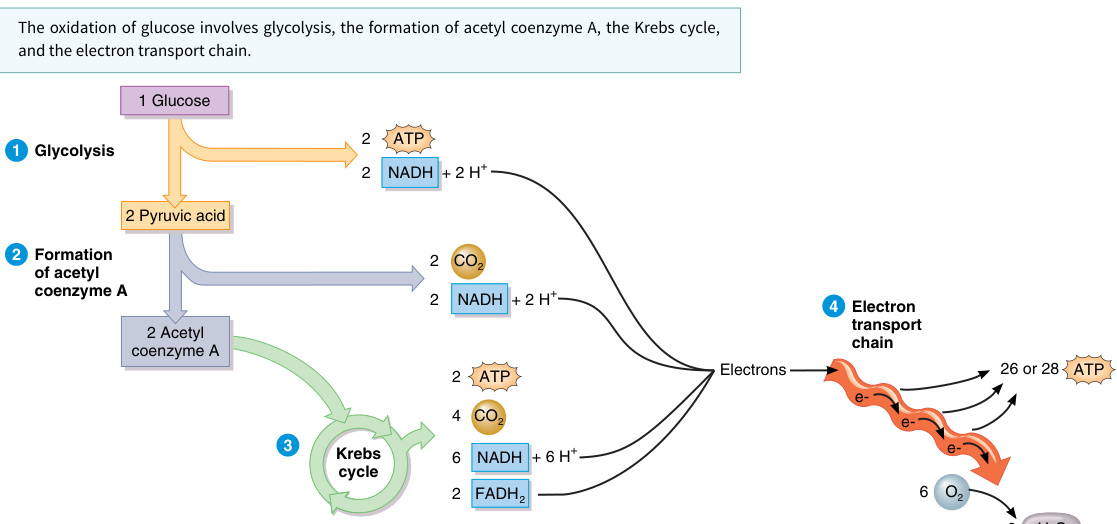 The oxidation of glucose involves glycolysis, the formation of acetyl coenzyme A, the Krebs cycle,
and the electron transport chain.
1 Glucose
1 Glycolysis
2 ATP
2 NADH + 2 H+
2 Pyruvic acid
2 Formation
of acetyl
coenzyme A
2 CO2
2 NADH + 2 H+
2 Acetyl
coenzyme A
4 Electron
transport
chain
2 ATP
Electrons
26 or 28 ATP
e-
e-
e-
4 CO2
3
Krebs
cycle
6 NADH + 6 H+
2 FADH2
6 O2